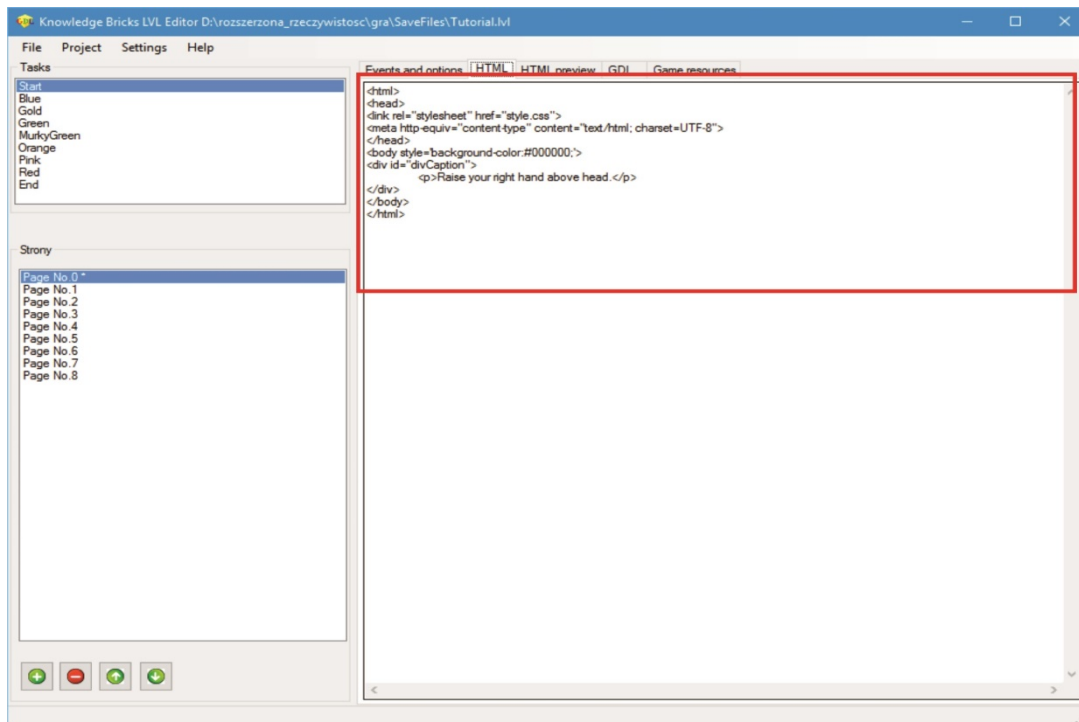 Knowledge Bricks LVL Editor D:\rozszerzona_rzeczywistosc\gra\SaveFiles\Tutorial.lvl
File Project Settings Help
Tasks
Start
Blue
Gold
Green
MurkyGreen
Orange
Pink
Red
End
Strony
Page No.0 *
Page No.1
Page No.2
Page No.3
Page No.4
Page No.5
Page No.6
Page No.7
Page No.8
Events and options HTML HTML preview GDL Game resources
<html>
<head>
<link rel="stylesheet" href="style.css">
<meta http-equiv="content-type" content="text/html; charset=UTF-8">
</head>
<body style='background-color:#000000;'>
<div id="divCaption">
<p>Raise your right hand above head.</p>
</div>
</body>
</html>